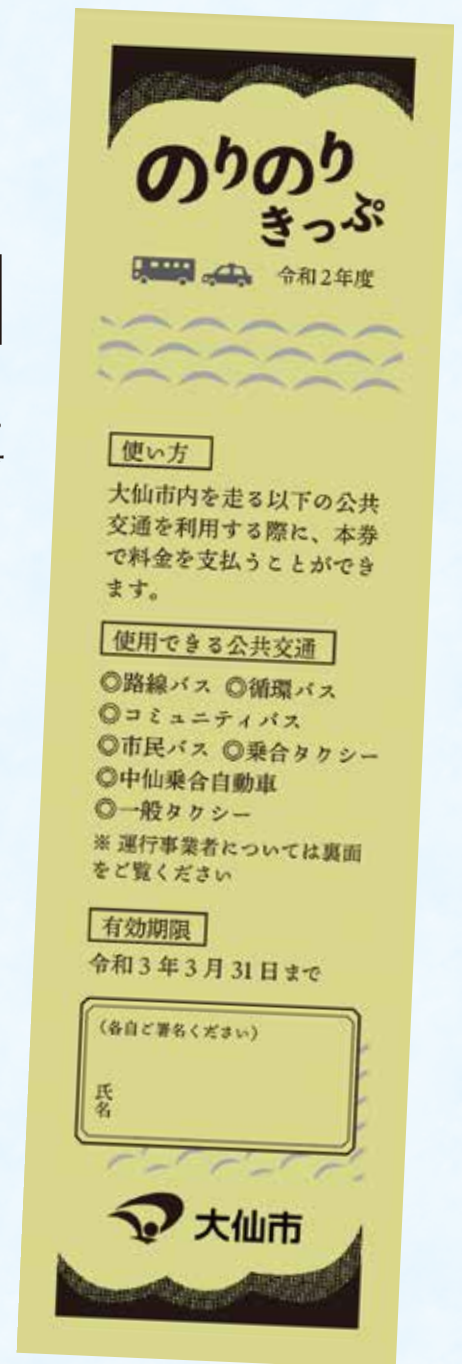 のりのり
きっぷ
令和2年度
使い方
大仙市内を走る以下の公共
交通を利用する際に、本券
で料金を支払うことができ
ます。
使用できる公共交通
◎路線バス ◎循環バス
◎コミュニティバス
◎市民バス ◎乗合タクシー
◎中仙乗合自動車
◎一般タクシー
※ 運行事業者については裏面
をご覧ください
有効期限
令和3年3月31日まで
(各自ご署名ください)
氏名
大仙市